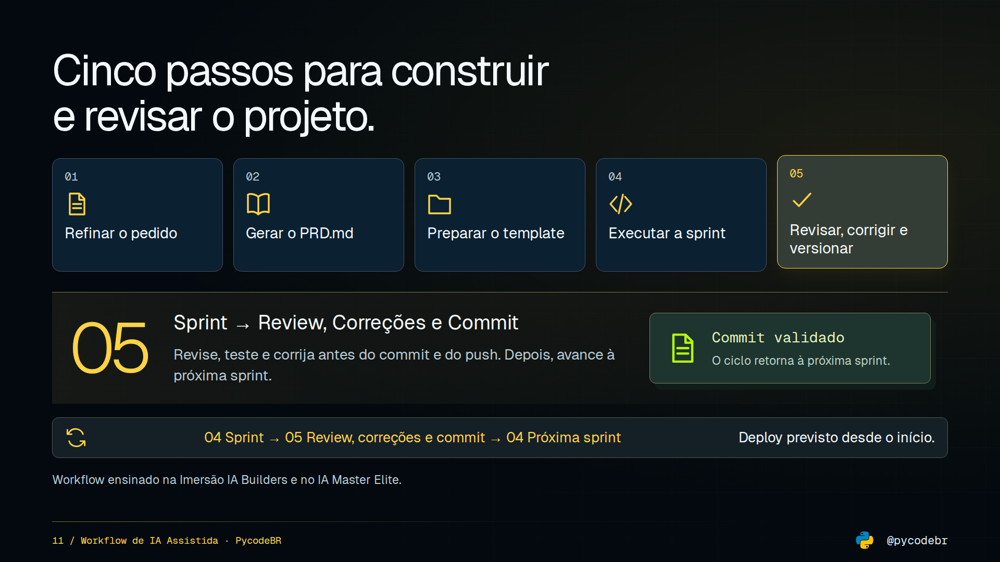 Cinco passos para construir
e revisar o projeto.
01
Refinar o pedido
02
Gerar o PRD.md
03
Preparar o template
04
Executar a sprint
05
Revisar, corrigir e
versionar
05
Sprint → Review, Correções e Commit
Revise, teste e corrija antes do commit e do push. Depois, avance à
próxima sprint.
Commit validado
O ciclo retorna à próxima sprint.
04 Sprint → 05 Review, correções e commit → 04 Próxima sprint
Deploy previsto desde o início.
Workflow ensinado na Imersão IA Builders e no IA Master Elite.
11 / Workflow de IA Assistida · PycodeBR
@pycodebr